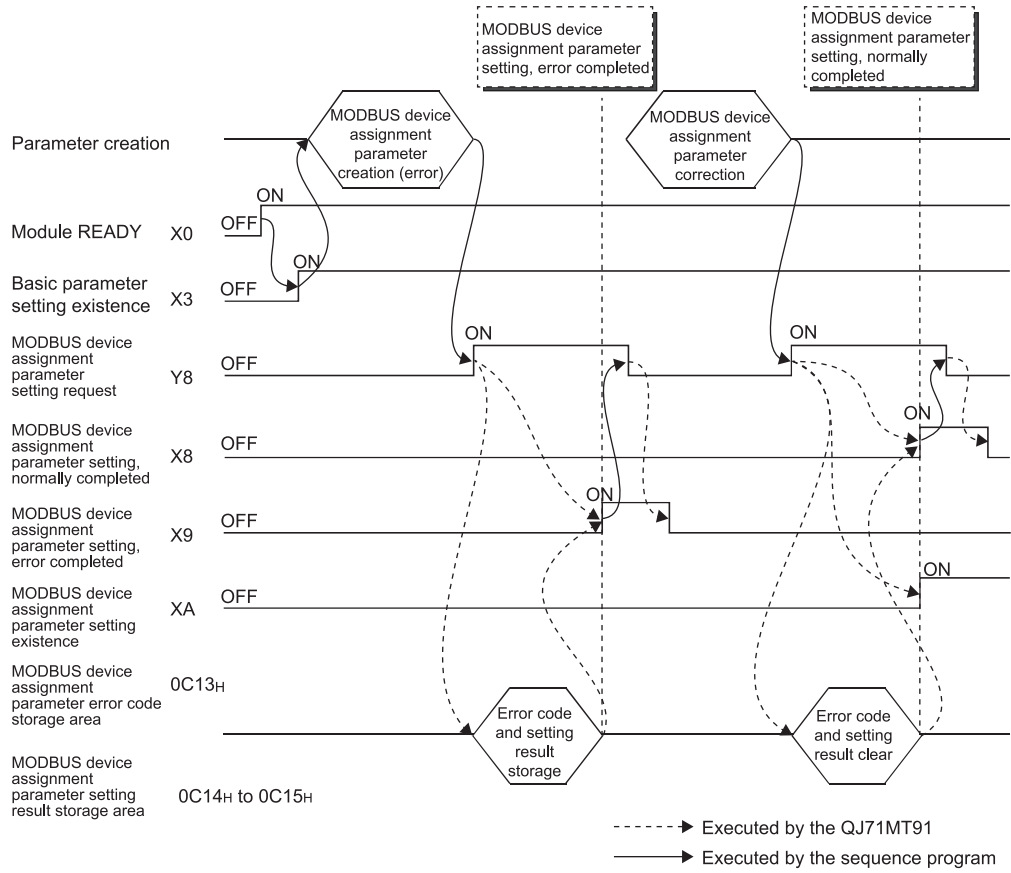 MODBUS device
assignment parameter
setting, error completed
MODBUS device
assignment parameter
setting, normally
completed
Parameter creation
MODBUS device
assignment
parameter
creation (error)
MODBUS device
assignment
parameter
correction
Module READY X0 OFF ON
Basic parameter
setting existence X3 OFF ON
MODBUS device
assignment
parameter
setting request Y8 OFF ON ON
MODBUS device
assignment
parameter setting,
normally completed X8 OFF ON
MODBUS device
assignment
parameter setting,
error completed X9 OFF ON
MODBUS device
assignment
parameter setting
existence XA OFF ON
MODBUS device
assignment
parameter error code
storage area 0C13H
Error code
and setting
result
storage
Error code
and setting
result clear
MODBUS device
assignment
parameter setting
result storage area 0C14H to 0C15H
Executed by the QJ71MT91
Executed by the sequence program